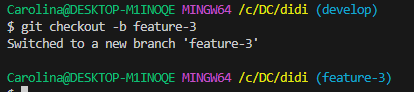 Carolina@DESKTOP-M1INOQE MINGW64 /c/DC/didi (develop)
$ git checkout -b feature-3
Switched to a new branch 'feature-3'
Carolina@DESKTOP-M1INOQE MINGW64 /c/DC/didi (feature-3)
$